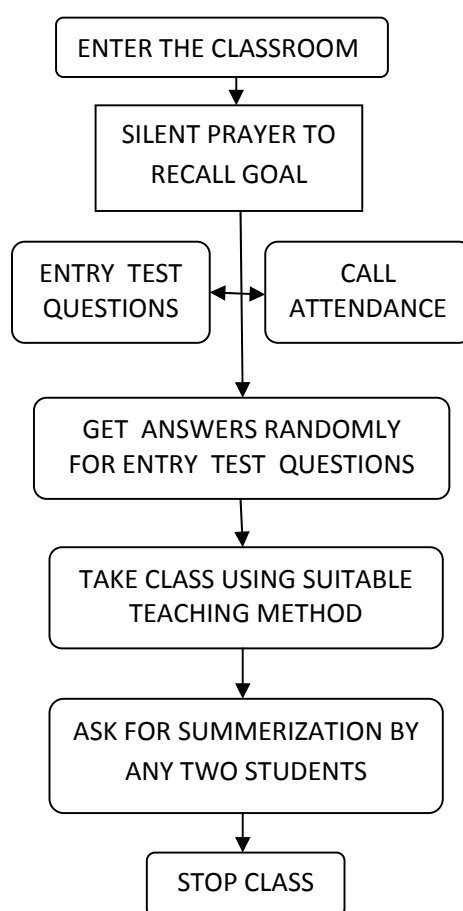 ENTER THE CLASSROOM
SILENT PRAYER TO
RECALL GOAL
ENTRY TEST
QUESTIONS
CALL
ATTENDANCE
GET ANSWERS RANDOMLY
FOR ENTRY TEST QUESTIONS
TAKE CLASS USING SUITABLE
TEACHING METHOD
ASK FOR SUMMERIZATION BY
ANY TWO STUDENTS
STOP CLASS